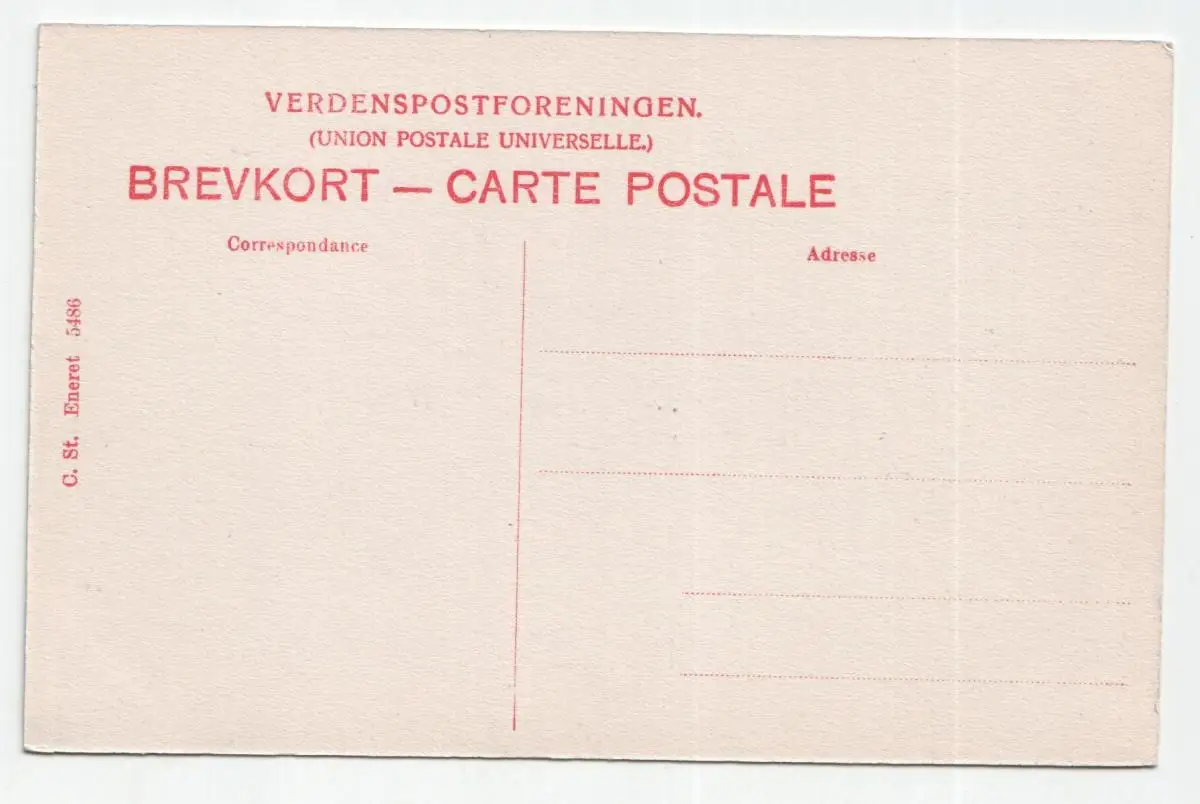 VERDENSPOSTFORENINGEN.
(UNION POSTALE UNIVERSELLE.)
BREVKORT — CARTE POSTALE
Correspondance
Adresse
C. St. Eneret 5486